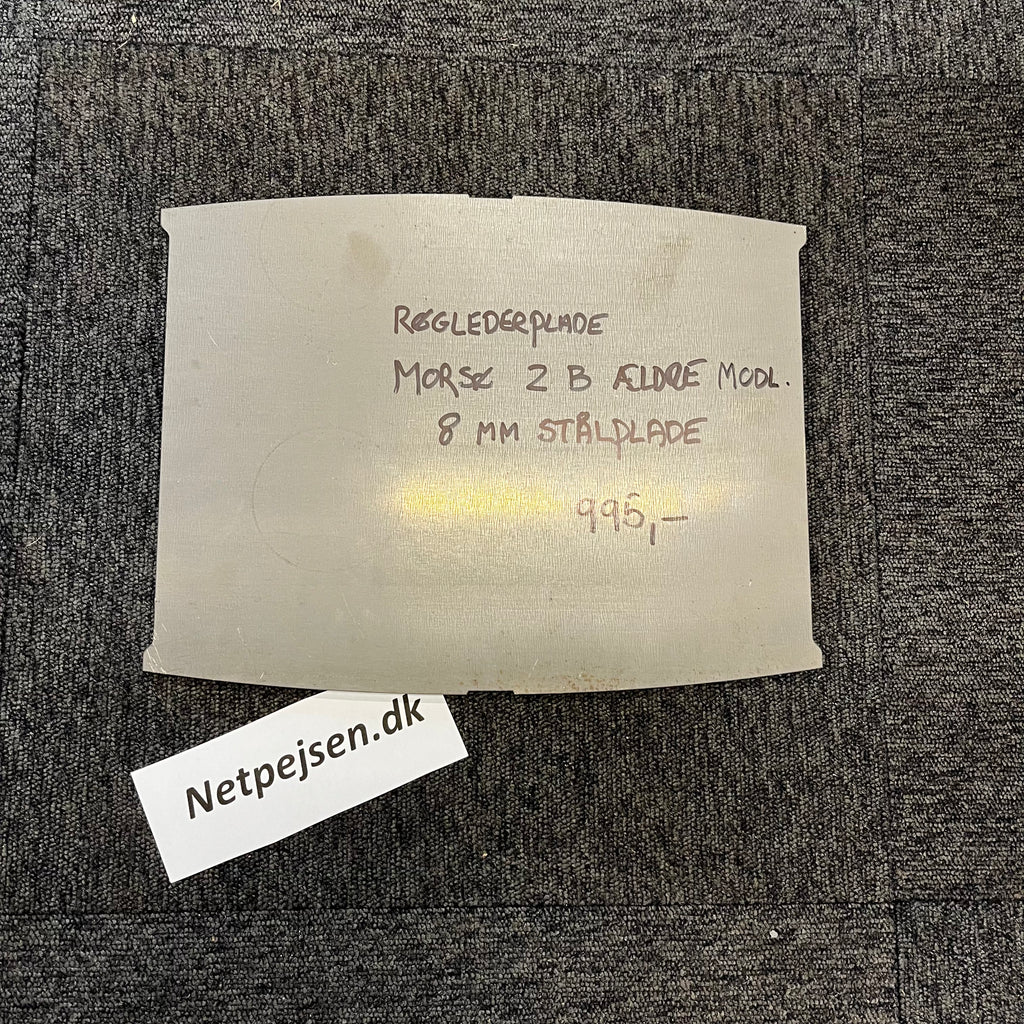 RØGLEDERPLADE
MORSØ 2 B ÆLDRE MODL.
8 MM STÅLPLADE
995,-
Netpejsen.dk